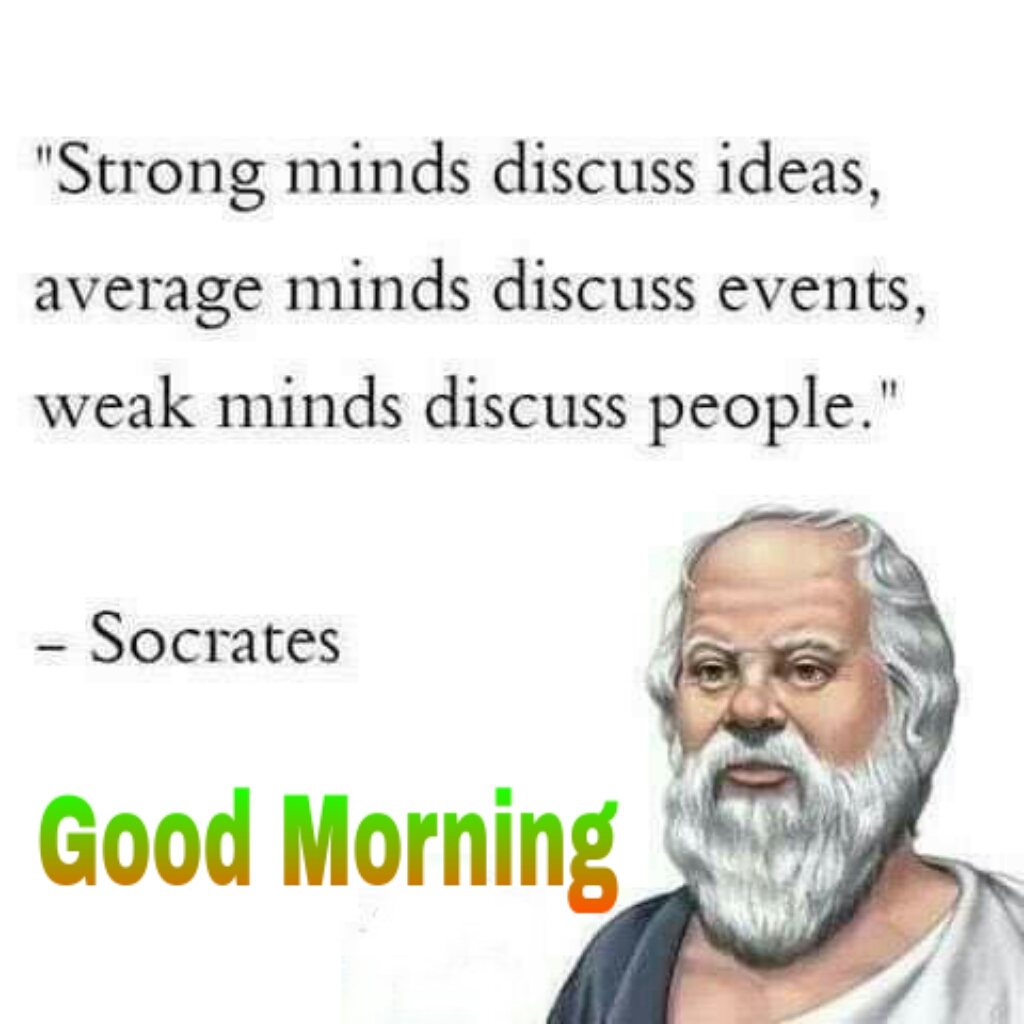 "Strong minds discuss ideas,
average minds discuss events,
weak minds discuss people."
– Socrates
Good Morning